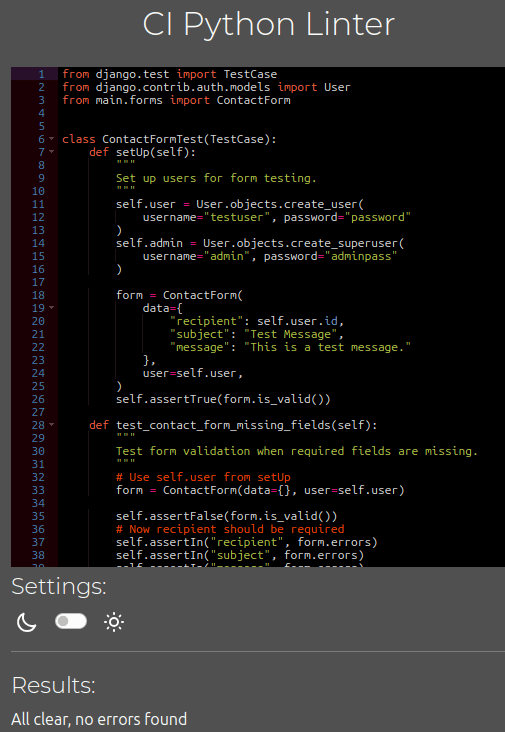 CI Python Linter
1 from django.test import TestCase
2 from django.contrib.auth.models import User
3 from main.forms import ContactForm
4
5
6 class ContactFormTest(TestCase):
7     def setUp(self):
8         """
9         Set up users for form testing.
10         """
11         self.user = User.objects.create_user(
12             username="testuser", password="password"
13         )
14         self.admin = User.objects.create_superuser(
15             username="admin", password="adminpass"
16         )
17
18         form = ContactForm(
19             data={
20                 "recipient": self.user.id,
21                 "subject": "Test Message",
22                 "message": "This is a test message."
23             },
24             user=self.user,
25         )
26         self.assertTrue(form.is_valid())
27
28     def test_contact_form_missing_fields(self):
29         """
30         Test form validation when required fields are missing.
31         """
32         # Use self.user from setUp
33         form = ContactForm(data={}, user=self.user)
34
35         self.assertFalse(form.is_valid())
36         # Now recipient should be required
37         self.assertIn("recipient", form.errors)
38         self.assertIn("subject", form.errors)
39         self.assertIn("message", form.errors)
Settings:
Results:
All clear, no errors found